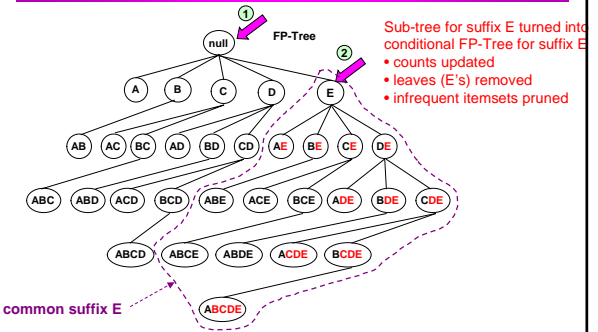 1
FP-Tree
null
2
Sub-tree for suffix E turned into
conditional FP-Tree for suffix E
• counts updated
• leaves (E's) removed
• infrequent itemsets pruned
A B C D E
AB AC BC AD BD CD AE BE CE DE
ABC ABD ACD BCD ABE ACE BCE ADE BDE CDE
ABCD ABCE ABDE ACDE BCDE
common suffix E
ABCDE